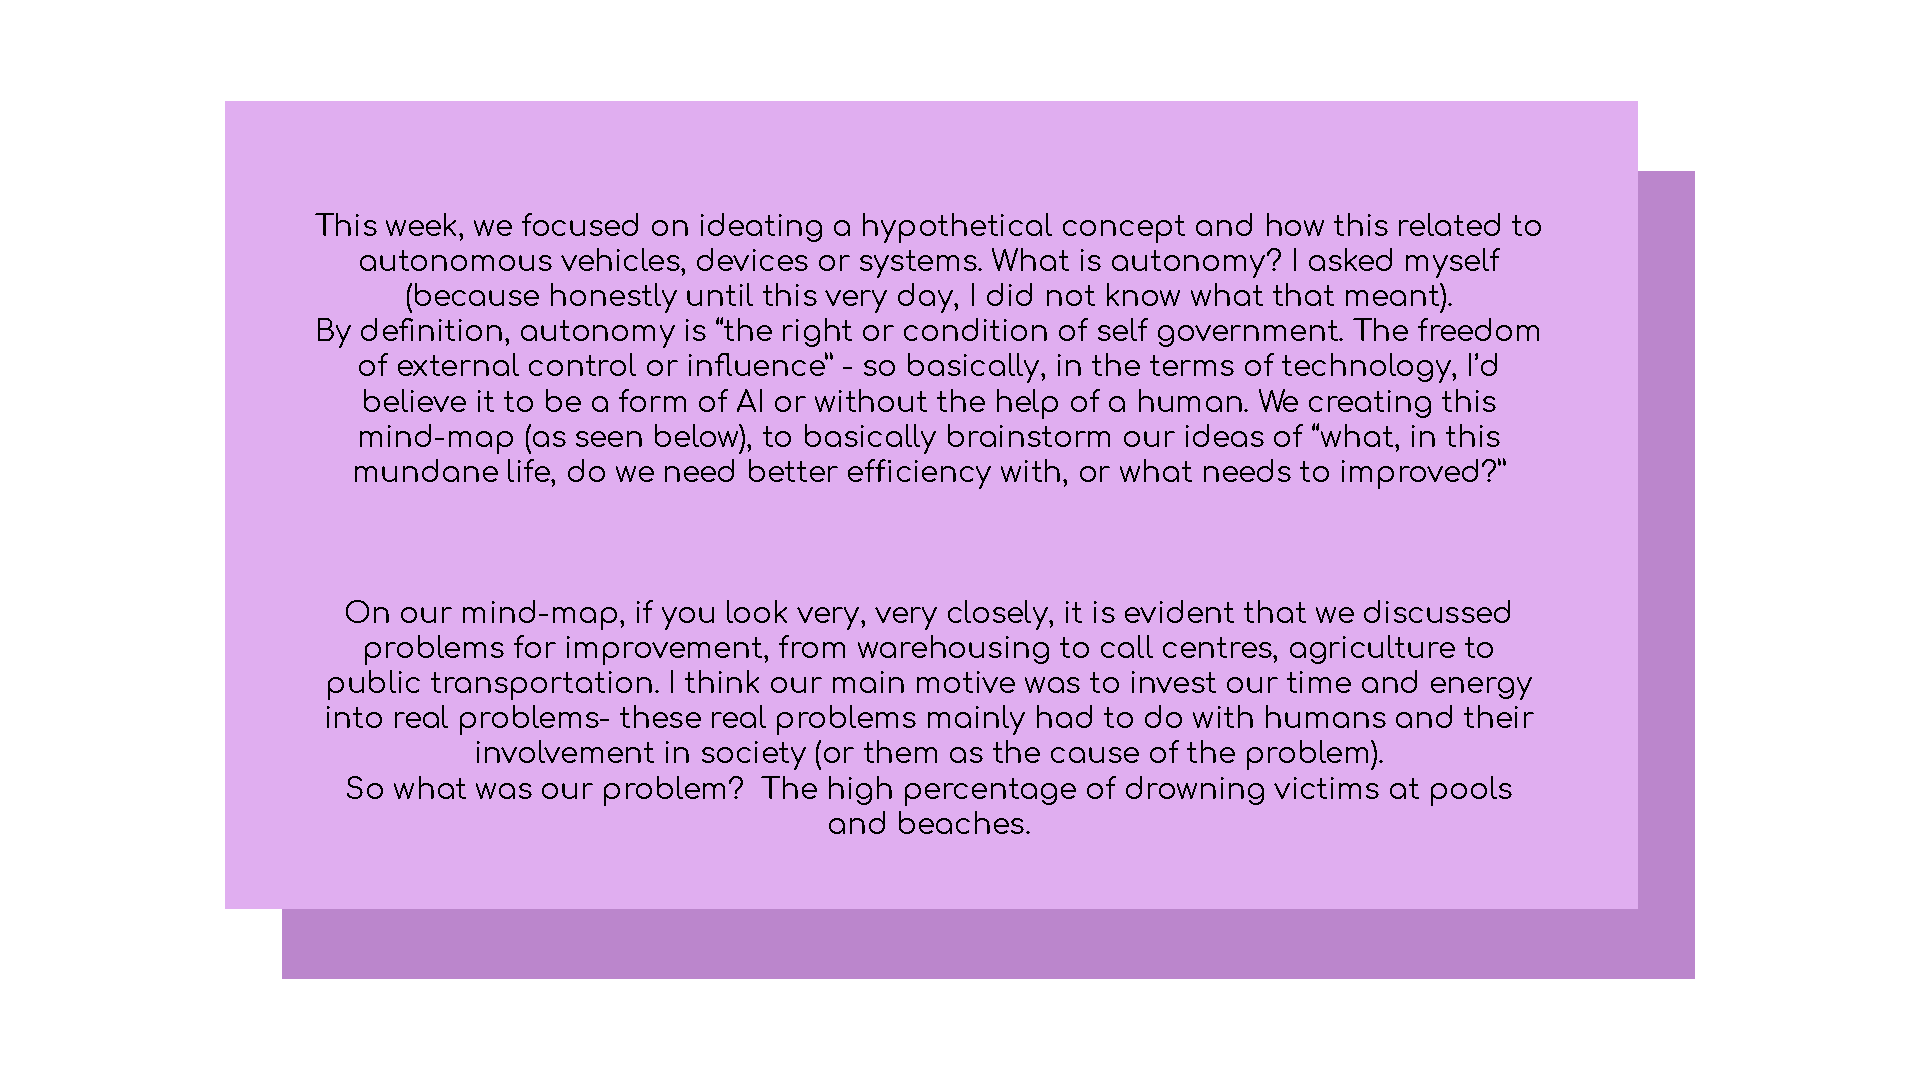 This week, we focused on ideating a hypothetical concept and how this related to
autonomous vehicles, devices or systems. What is autonomy? I asked myself
(because honestly until this very day, I did not know what that meant).
By definition, autonomy is “the right or condition of self government. The freedom
of external control or influence” - so basically, in the terms of technology, I’d
believe it to be a form of AI or without the help of a human. We creating this
mind-map (as seen below), to basically brainstorm our ideas of “what, in this
mundane life, do we need better efficiency with, or what needs to improved?”
On our mind-map, if you look very, very closely, it is evident that we discussed
problems for improvement, from warehousing to call centres, agriculture to
public transportation. I think our main motive was to invest our time and energy
into real problems- these real problems mainly had to do with humans and their
involvement in society (or them as the cause of the problem).
So what was our problem?  The high percentage of drowning victims at pools
and beaches.